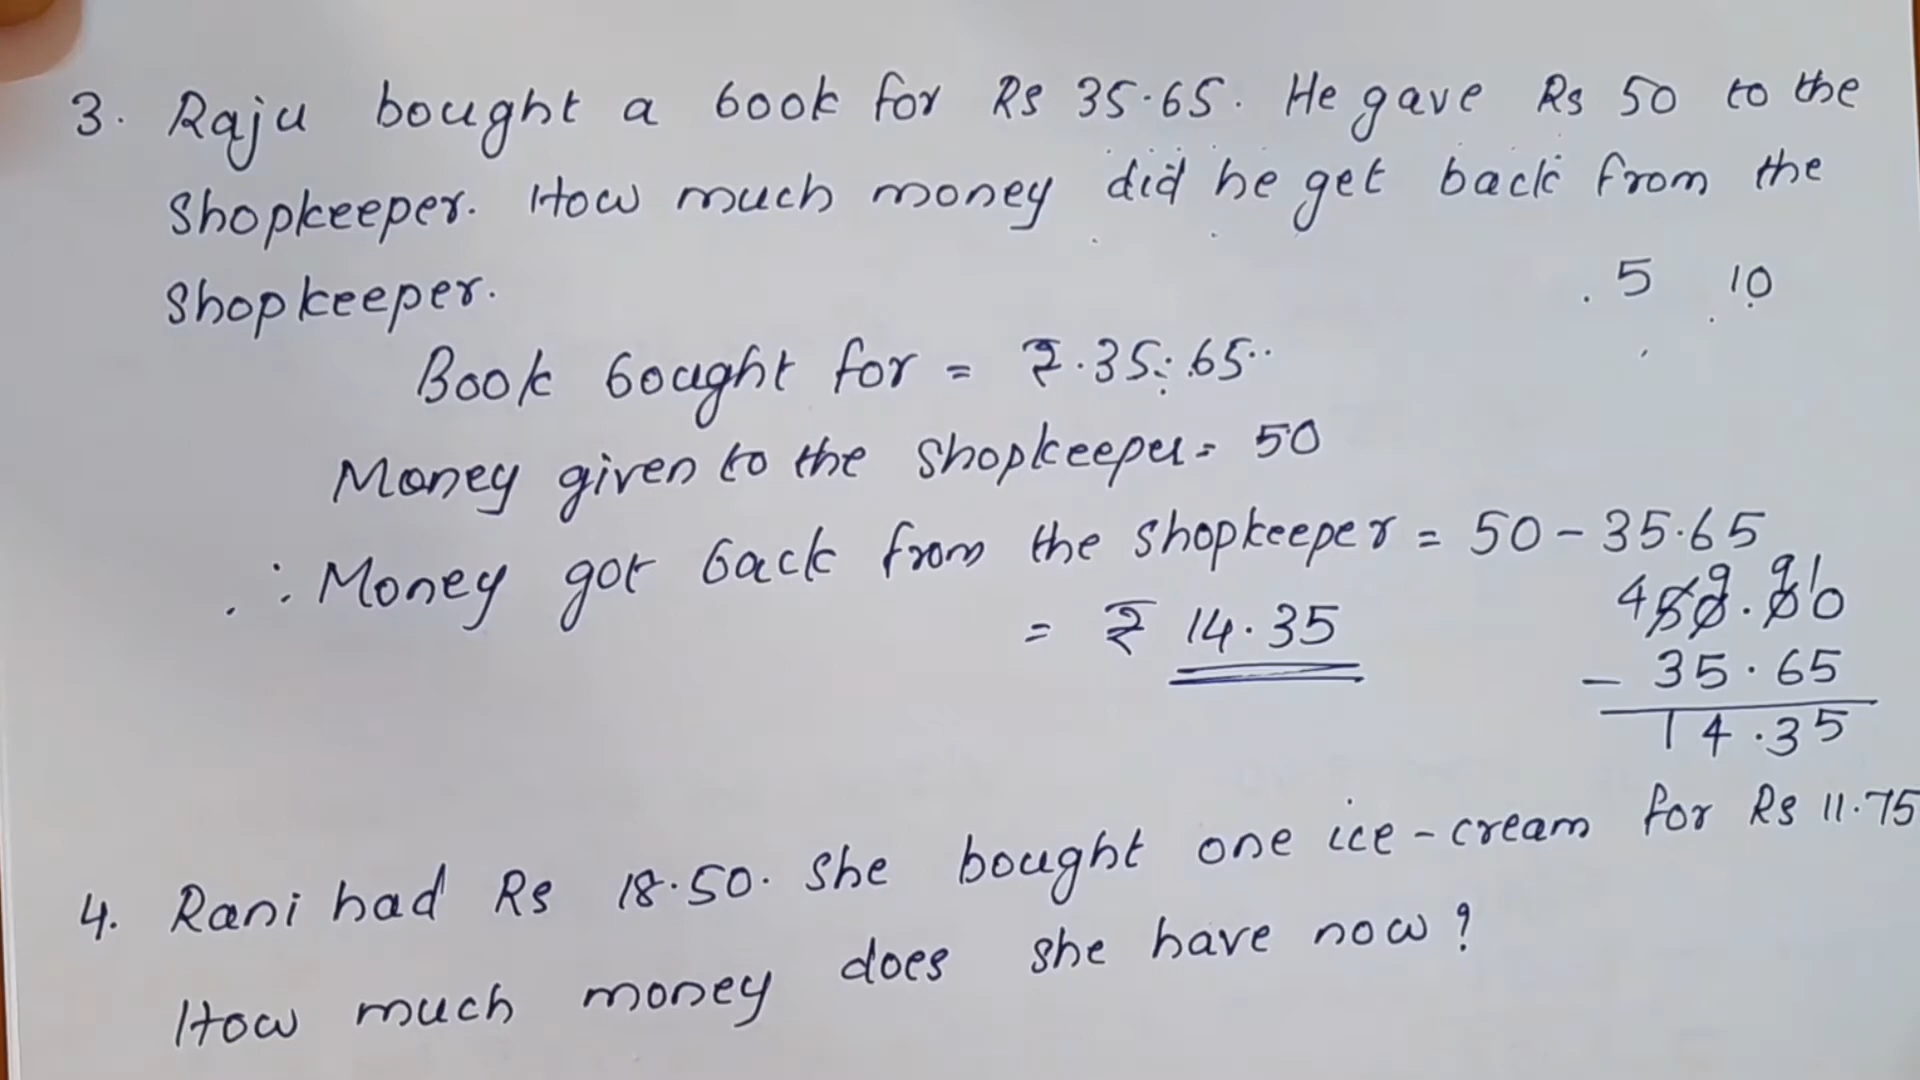 3. Raju bought a book for Rs 35.65. He gave Rs 50 to the
Shopkeeper. How much money did he get back from the
Shopkeeper.
5 10
Book bought for = ₹.35.65
Money given to the shopkeeper = 50
∴ Money got back from the shopkeeper = 50 - 35.65
= ₹ 14.35
4 9 9 1
50.00
- 35.65
14.35
4. Rani had Rs 18.50. She bought one ice-cream for Rs 11.75
How much money does she have now?